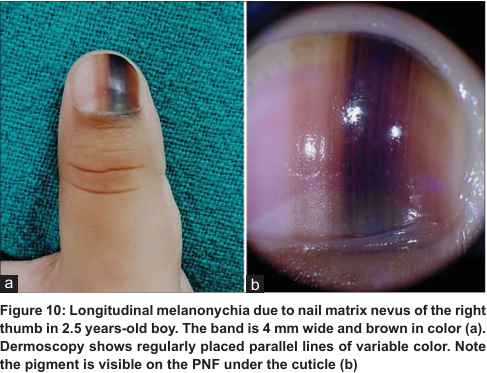 a
b
Figure 10: Longitudinal melanonychia due to nail matrix nevus of the right
thumb in 2.5 years-old boy. The band is 4 mm wide and brown in color (a).
Dermoscopy shows regularly placed parallel lines of variable color. Note
the pigment is visible on the PNF under the cuticle (b)